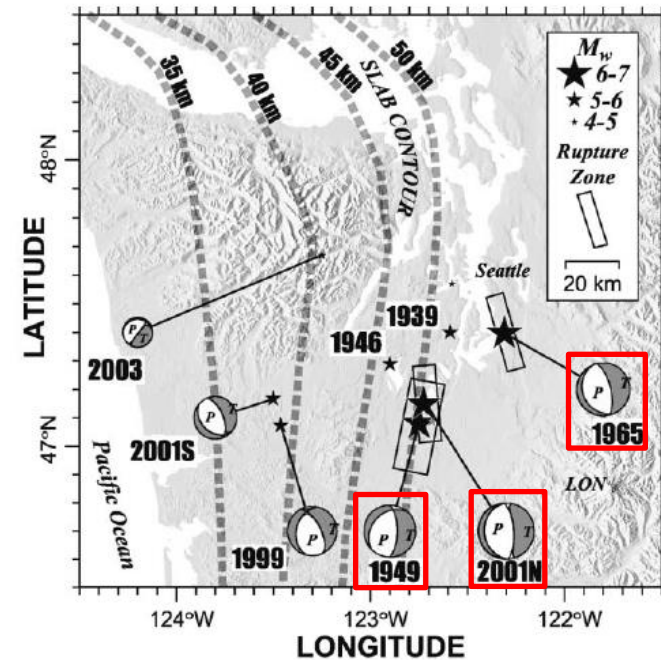 35 km
40 km
45 km
50 km
SLAB CONTOUR
Mw
6-7
5-6
4-5
Rupture
Zone
20 km
48°N
LATITUDE
Seattle
1939
1946
2003
P
T
P
T
1965
2001S
P
T
47°N
Pacific Ocean
LON
1999
P
1949
P
T
2001N
P
T
124°W
123°W
122°W
LONGITUDE